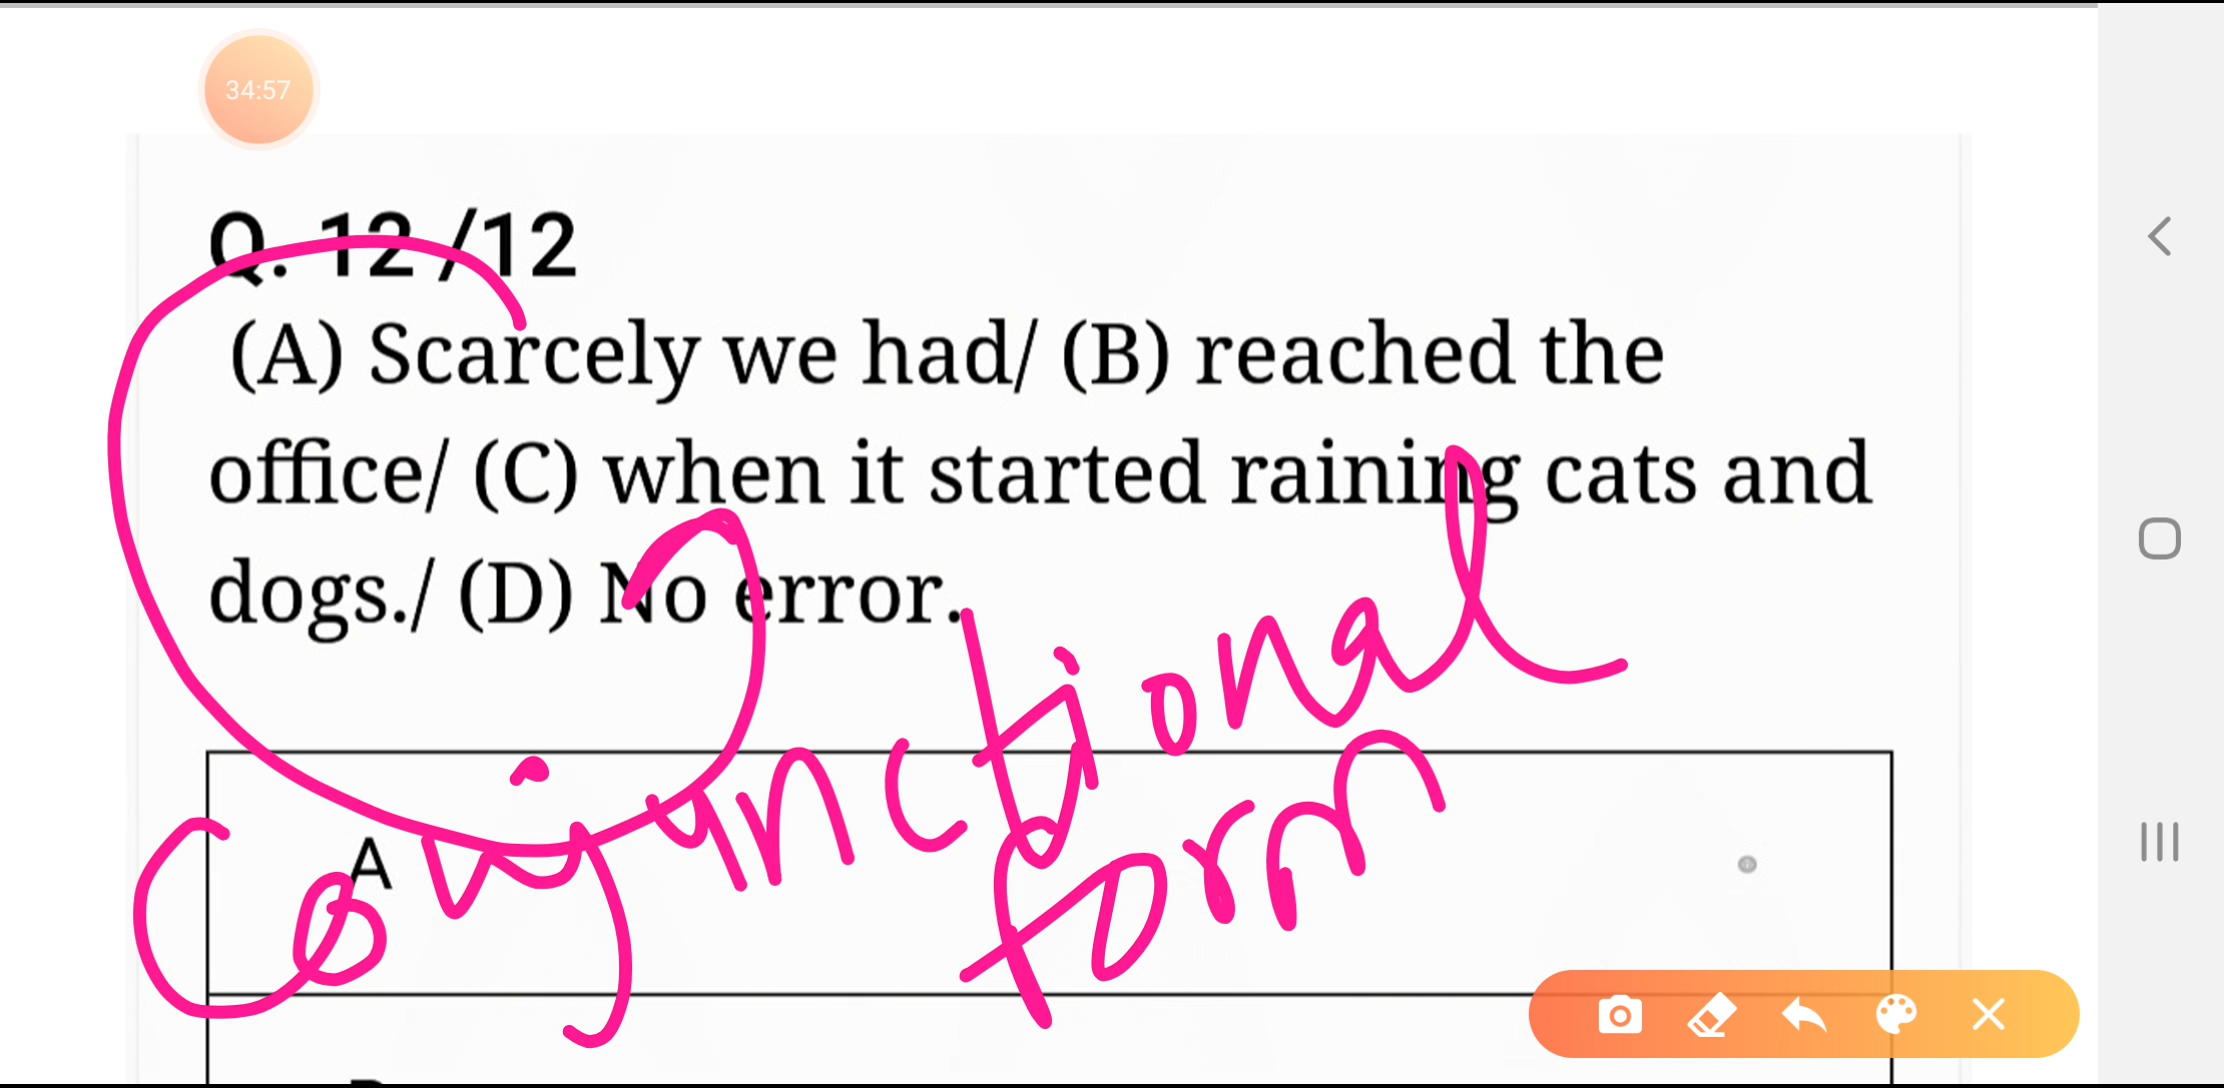 34:57
Q. 12 /12
(A) Scarcely we had/ (B) reached the
office/ (C) when it started raining cats and
dogs./ (D) No error.
Conjunctional
form
A